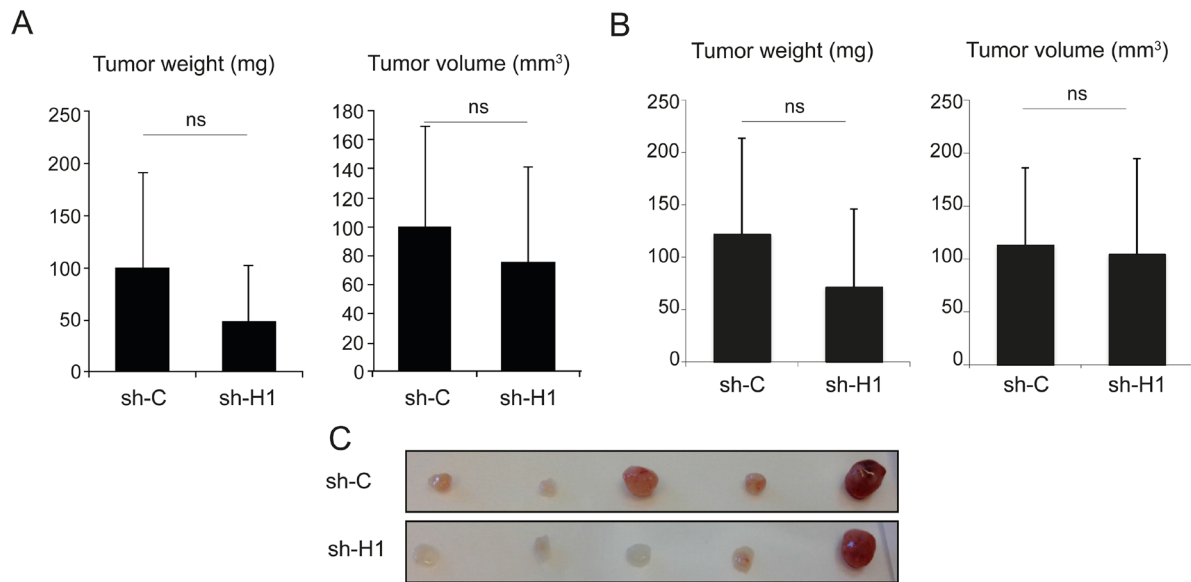 A
Tumor weight (mg)
250
200
150
100
50
0
ns
sh-C
sh-H1
Tumor volume (mm³)
180
160
140
120
100
80
60
40
20
0
ns
sh-C
sh-H1
B
Tumor weight (mg)
250
200
150
100
50
0
ns
sh-C
sh-H1
Tumor volume (mm³)
250
200
150
100
50
0
ns
sh-C
sh-H1
C
sh-C
sh-H1